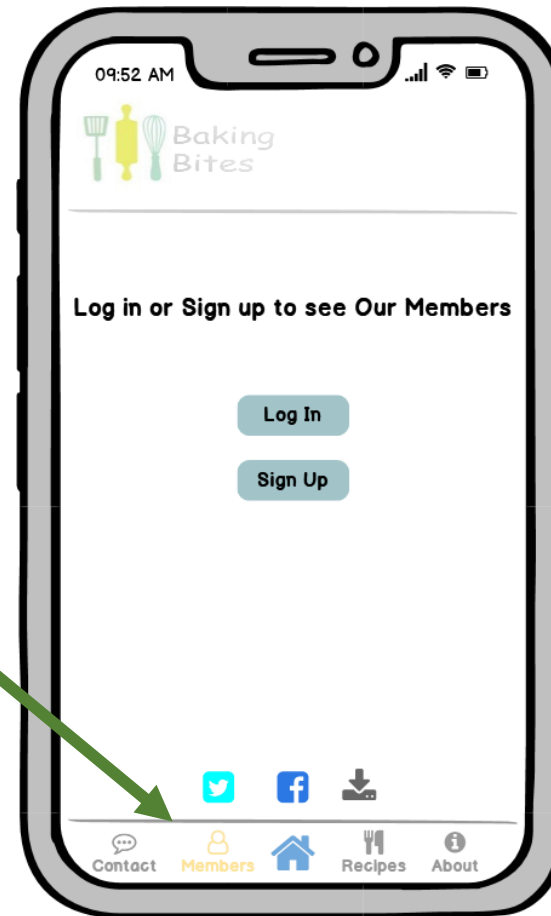 09:52 AM
Baking
Bites
Log in or Sign up to see Our Members
Log In
Sign Up
Contact Members Recipes About